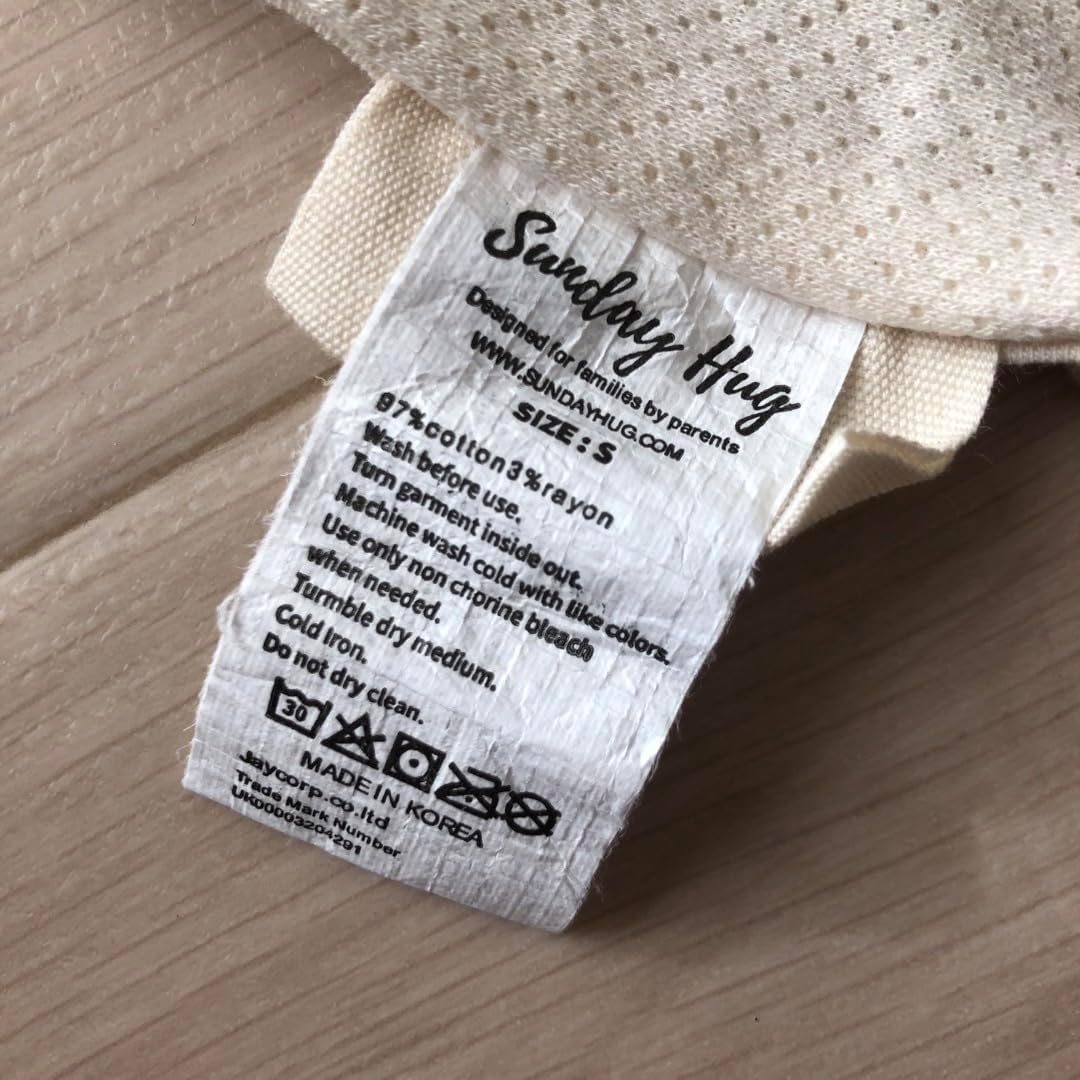 Sunday Hug
Designed for families by parents
WWW.SUNDAYHUG.COM
SIZE : S
97%cotton3%rayon
Wash before use.
Turn garment inside out.
Machine wash cold with like colors.
Use only non chorine bleach
when needed.
Turmble dry medium.
Cold Iron.
Do not dry clean.
30
MADE IN KOREA
Jaycorp.co.ltd
Trade Mark Number
UK00003204291